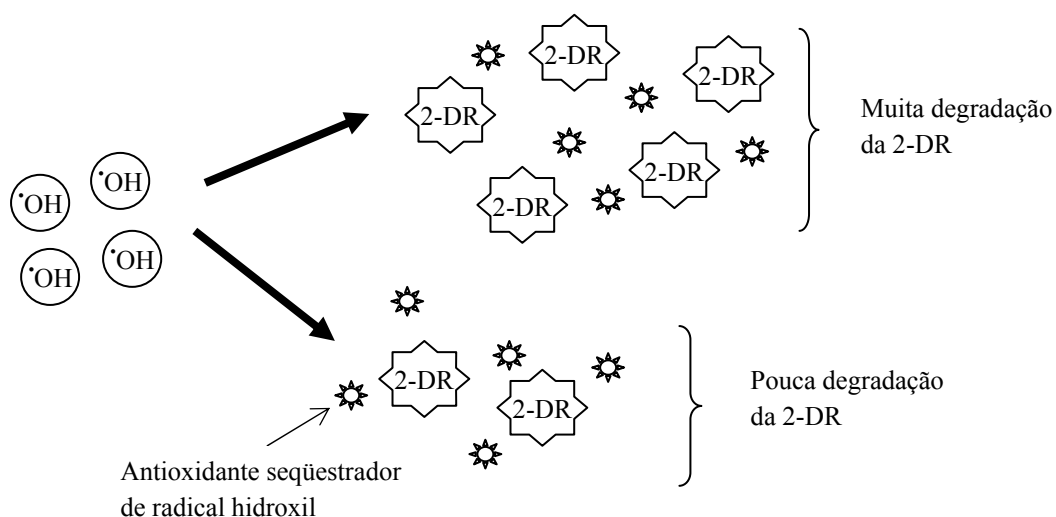 2-DR
2-DR
2-DR
2-DR
2-DR
Muita degradação
da 2-DR
•OH
•OH
•OH
•OH
2-DR
2-DR
Pouca degradação
da 2-DR
Antioxidante seqüestrador
de radical hidroxil